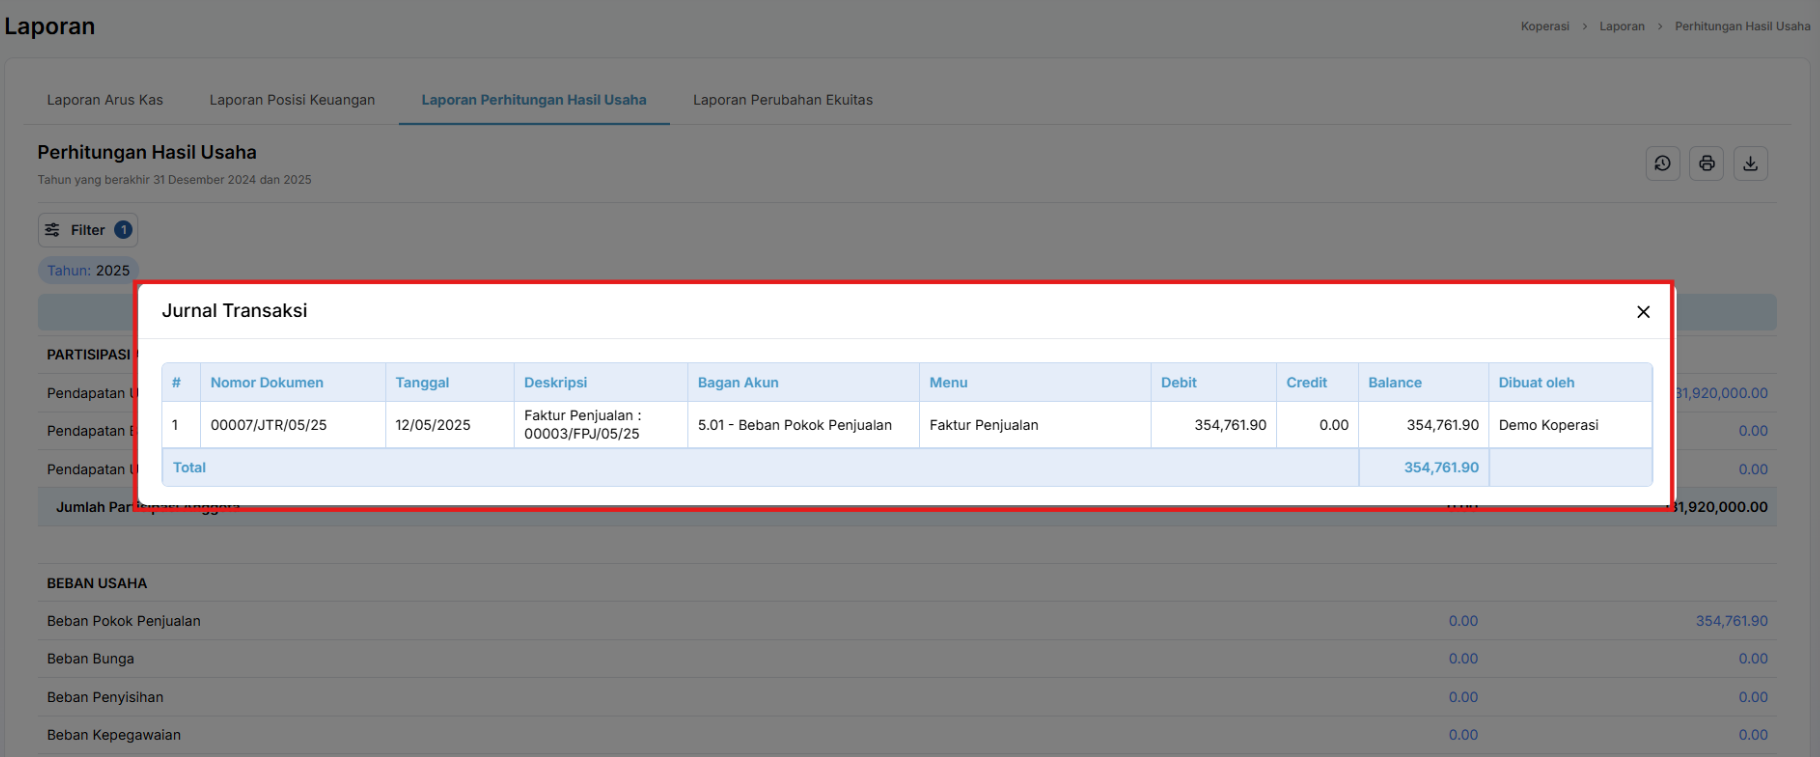 Laporan
Koperasi > Laporan > Perhitungan Hasil Usaha
Laporan Arus Kas Laporan Posisi Keuangan Laporan Perhitungan Hasil Usaha Laporan Perubahan Ekuitas
Perhitungan Hasil Usaha
Tahun yang berakhir 31 Desember 2024 dan 2025
Filter 1
Tahun: 2025
Jurnal Transaksi
# Nomor Dokumen Tanggal Deskripsi Bagan Akun Menu Debit Credit Balance Dibuat oleh
1 00007/JTR/05/25 12/05/2025 Faktur Penjualan : 5.01 - Beban Pokok Penjualan Faktur Penjualan 354,761.90 0.00 354,761.90 Demo Koperasi
00003/FPJ/05/25
Total 354,761.90
PARTISIPASI
Pendapatan 31,920,000.00
Pendapatan 0.00
Pendapatan 0.00
Jumlah Partisipasi Anggota 0.00 31,920,000.00
BEBAN USAHA
Beban Pokok Penjualan 0.00 354,761.90
Beban Bunga 0.00 0.00
Beban Penyisihan 0.00 0.00
Beban Kepegawaian 0.00 0.00